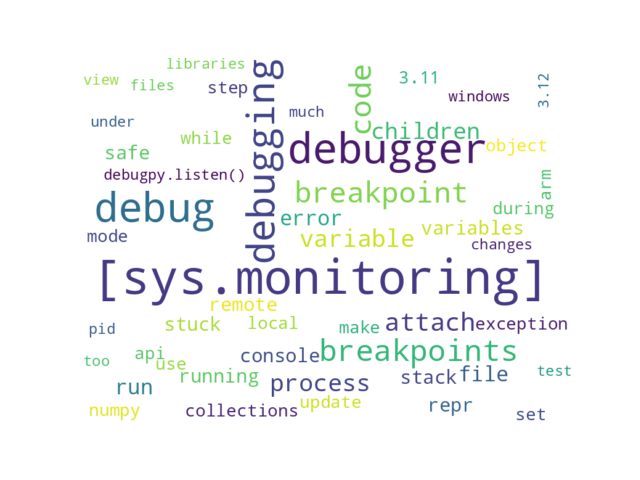 libraries
view
files
step
debugging
code
3.11
3.12
windows
much
under
while
children
debugger
object
safe
debugpy.listen()
breakpoint
arm
debug
error
variable
variables
during
mode
changes
[sys.monitoring]
remote
pid
stuck
local
make
attach
exception
too
api
use
console
breakpoints
running
run
process
stack
file
test
numpy
collections
update
repr
set